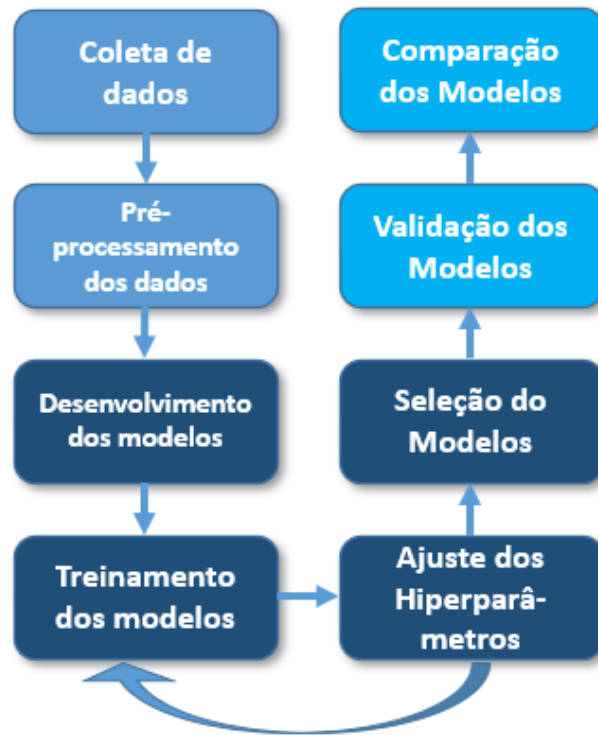 Coleta de
dados
Pré-
processamento
dos dados
Desenvolvimento
dos modelos
Treinamento
dos modelos
Ajuste dos
Hiperparâ-
metros
Seleção do
Modelos
Validação dos
Modelos
Comparação
dos Modelos